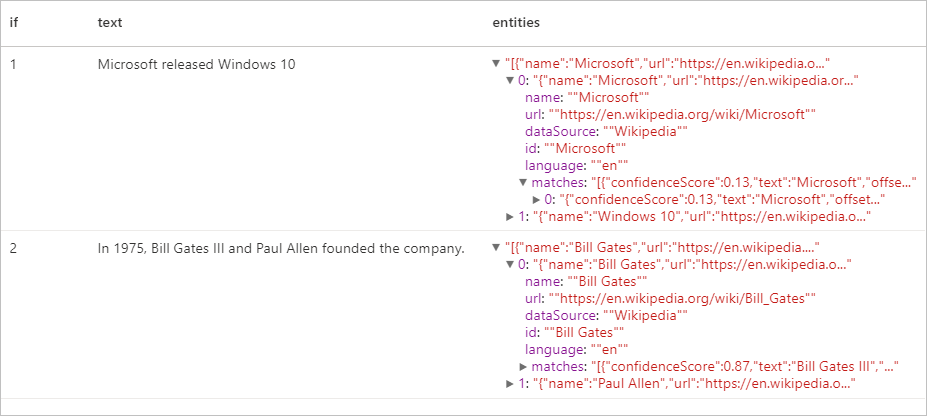 if text entities
1 Microsoft released Windows 10 "[{"name":"Microsoft","url":"https://en.wikipedia.o..."
0: "{"name":"Microsoft","url":"https://en.wikipedia.or..."
name: ""Microsoft""
url: ""https://en.wikipedia.org/wiki/Microsoft""
dataSource: ""Wikipedia""
id: ""Microsoft""
language: ""en""
matches: "[{"confidenceScore":0.13,"text":"Microsoft","offse..."
0: "{"confidenceScore":0.13,"text":"Microsoft","offset..."
1: "{"name":"Windows 10","url":"https://en.wikipedia.o..."
2 In 1975, Bill Gates III and Paul Allen founded the company. "[{"name":"Bill Gates","url":"https://en.wikipedia...."
0: "{"name":"Bill Gates","url":"https://en.wikipedia.o..."
name: ""Bill Gates""
url: ""https://en.wikipedia.org/wiki/Bill_Gates""
dataSource: ""Wikipedia""
id: ""Bill Gates""
language: ""en""
matches: "[{"confidenceScore":0.87,"text":"Bill Gates III","..."
1: "{"name":"Paul Allen","url":"https://en.wikipedia.o..."